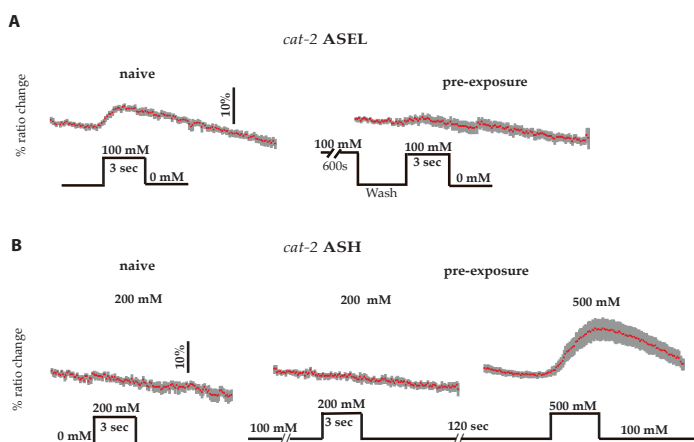 A
cat-2 ASEL
naive
pre-exposure
% ratio change
10%
100 mM
3 sec
0 mM
100 mM
600s
Wash
100 mM
3 sec
0 mM
B
cat-2 ASH
naive
pre-exposure
200 mM
200 mM
500 mM
% ratio change
10%
0 mM
200 mM
3 sec
100 mM
200 mM
3 sec
120 sec
500 mM
100 mM